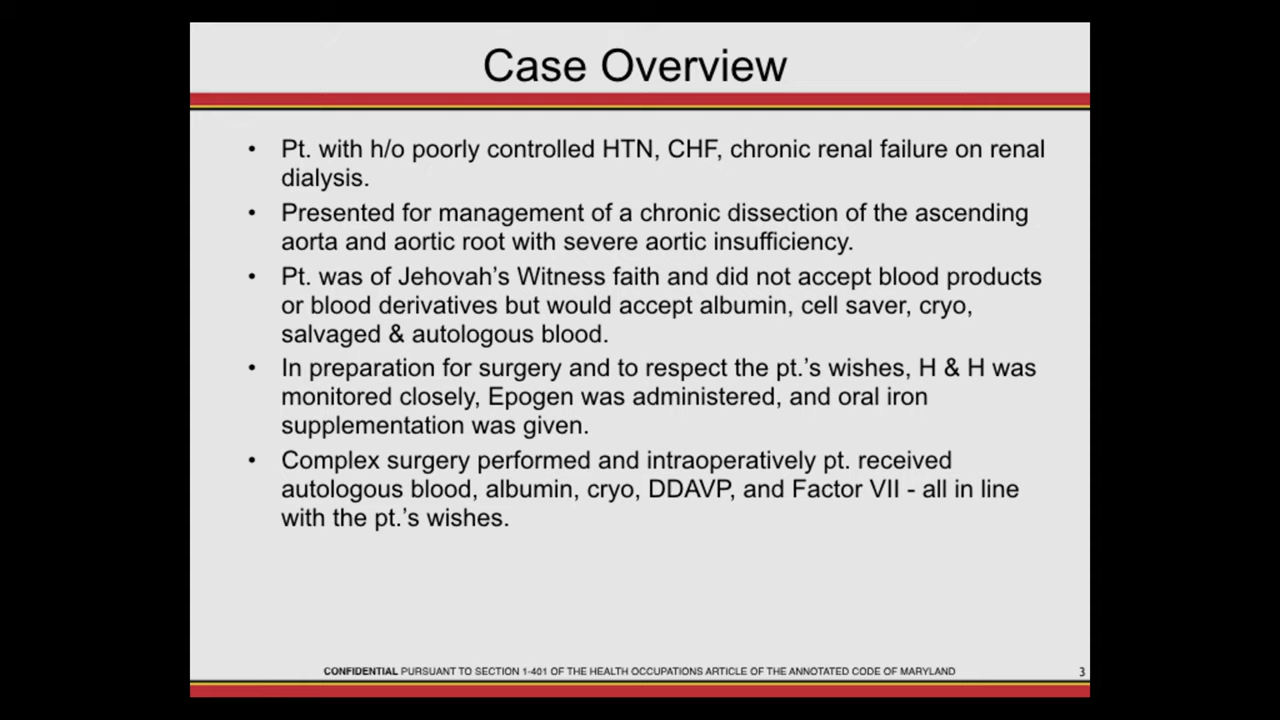 Case Overview
• Pt. with h/o poorly controlled HTN, CHF, chronic renal failure on renal
dialysis.
• Presented for management of a chronic dissection of the ascending
aorta and aortic root with severe aortic insufficiency.
• Pt. was of Jehovah's Witness faith and did not accept blood products
or blood derivatives but would accept albumin, cell saver, cryo,
salvaged & autologous blood.
• In preparation for surgery and to respect the pt.'s wishes, H & H was
monitored closely, Epogen was administered, and oral iron
supplementation was given.
• Complex surgery performed and intraoperatively pt. received
autologous blood, albumin, cryo, DDAVP, and Factor VII - all in line
with the pt.'s wishes.
CONFIDENTIAL PURSUANT TO SECTION 1-401 OF THE HEALTH OCCUPATIONS ARTICLE OF THE ANNOTATED CODE OF MARYLAND
3